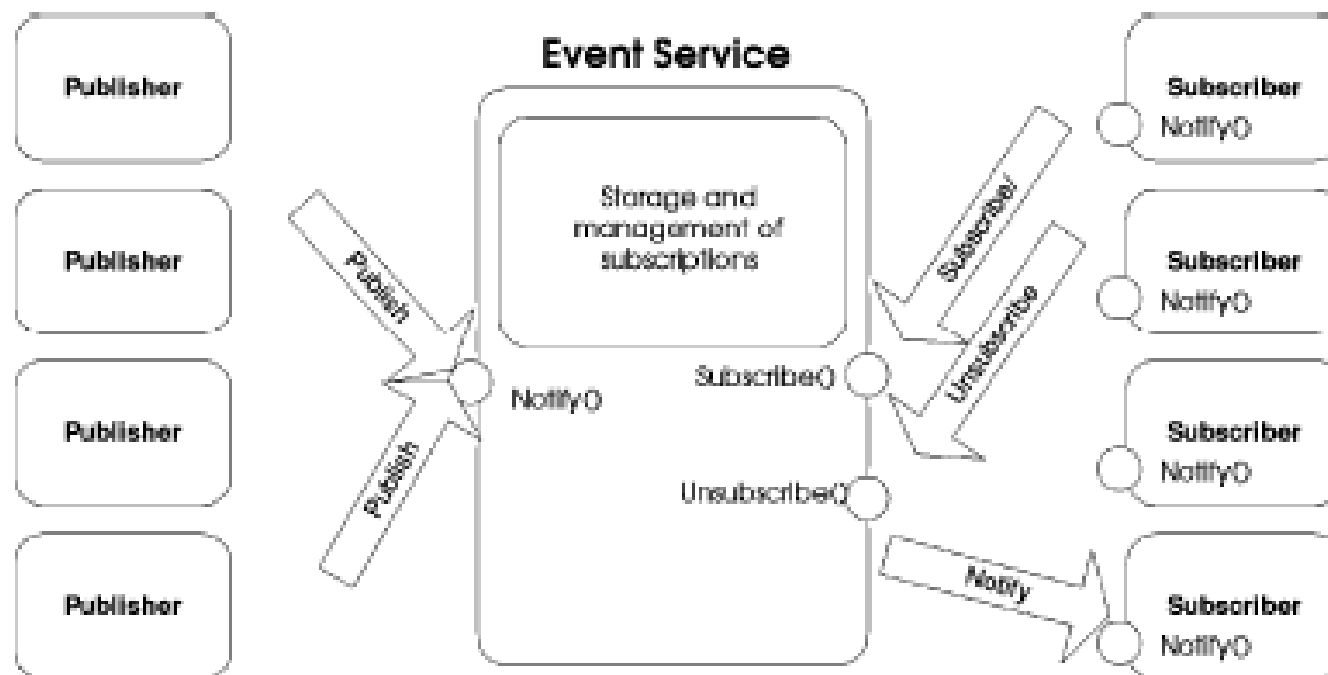 Publisher
Publisher
Publisher
Publisher
Event Service
Storage and
management of
subscriptions
Publish
Publish
Notify()
Subscribe()
Unsubscribe()
Subscribe/
Unsubscribe
Notify
Subscriber
Notify()
Subscriber
Notify()
Subscriber
Notify()
Subscriber
Notify()